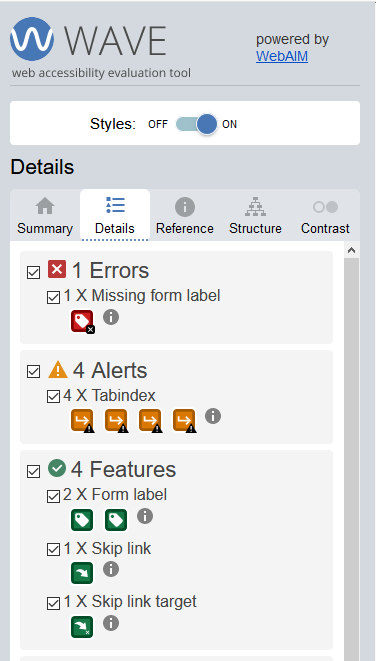 WAVE
powered by
WebAIM
web accessibility evaluation tool
Styles: OFF ON
Details
Summary Details Reference Structure Contrast
1 Errors
1 X Missing form label
4 Alerts
4 X Tabindex
4 Features
2 X Form label
1 X Skip link
1 X Skip link target